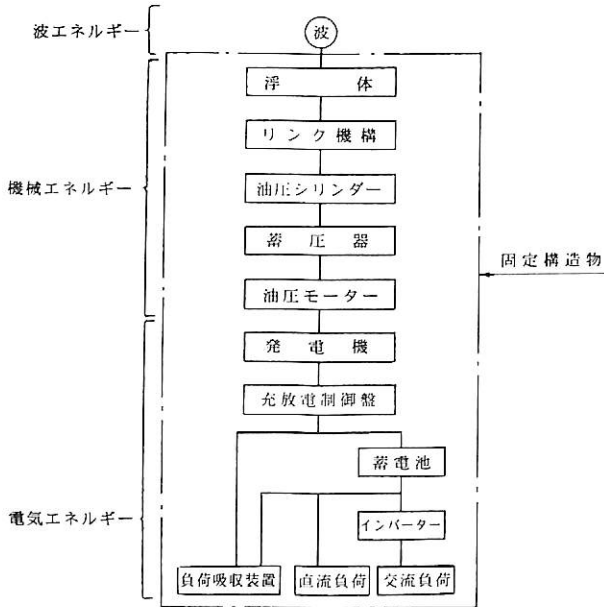 波エネルギー
波
浮体
リンク機構
機械エネルギー
油圧シリンダー
蓄圧器
固定構造物
油圧モーター
発電機
充放電制御盤
蓄電池
電気エネルギー
インバーター
負荷吸収装置
直流負荷
交流負荷